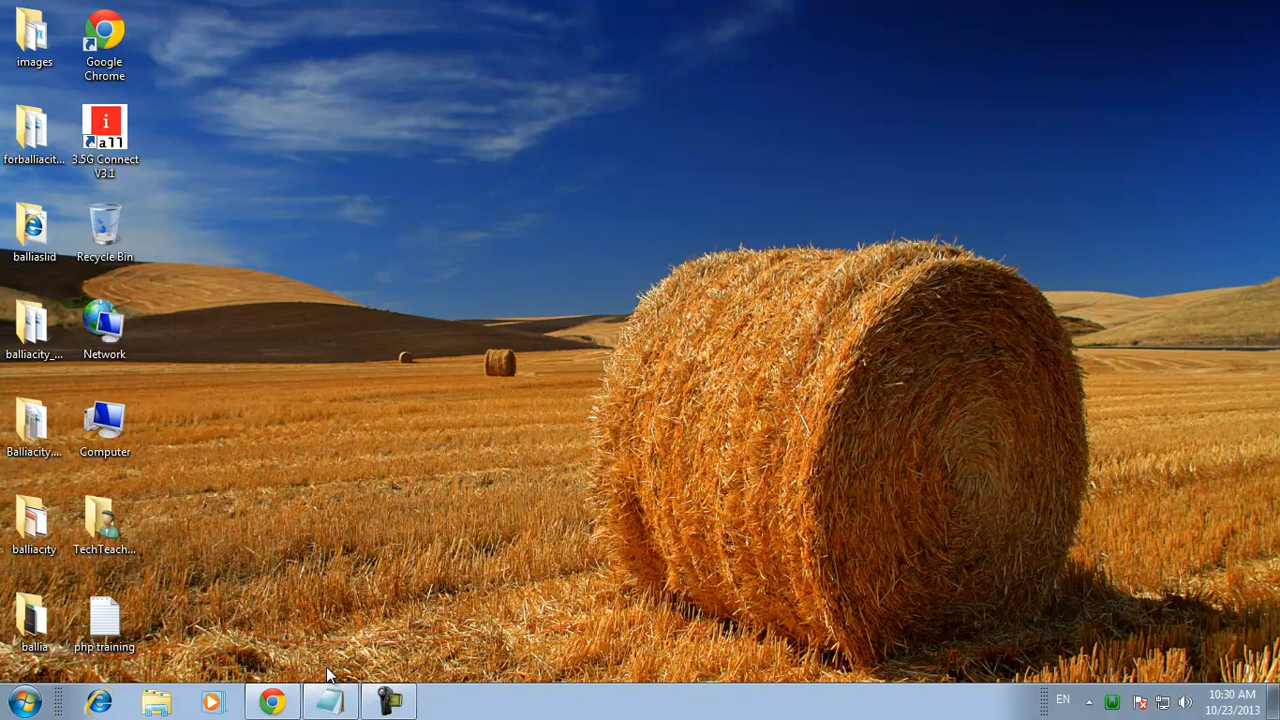 images
Google
Chrome
i
all
forballiacit...
3.5G Connect
V3.1
balliaslid
Recycle Bin
balliacity_...
Network
Balliacity....
Computer
balliacity
TechTeach...
ballia
php training
EN
10:30 AM
10/23/2013